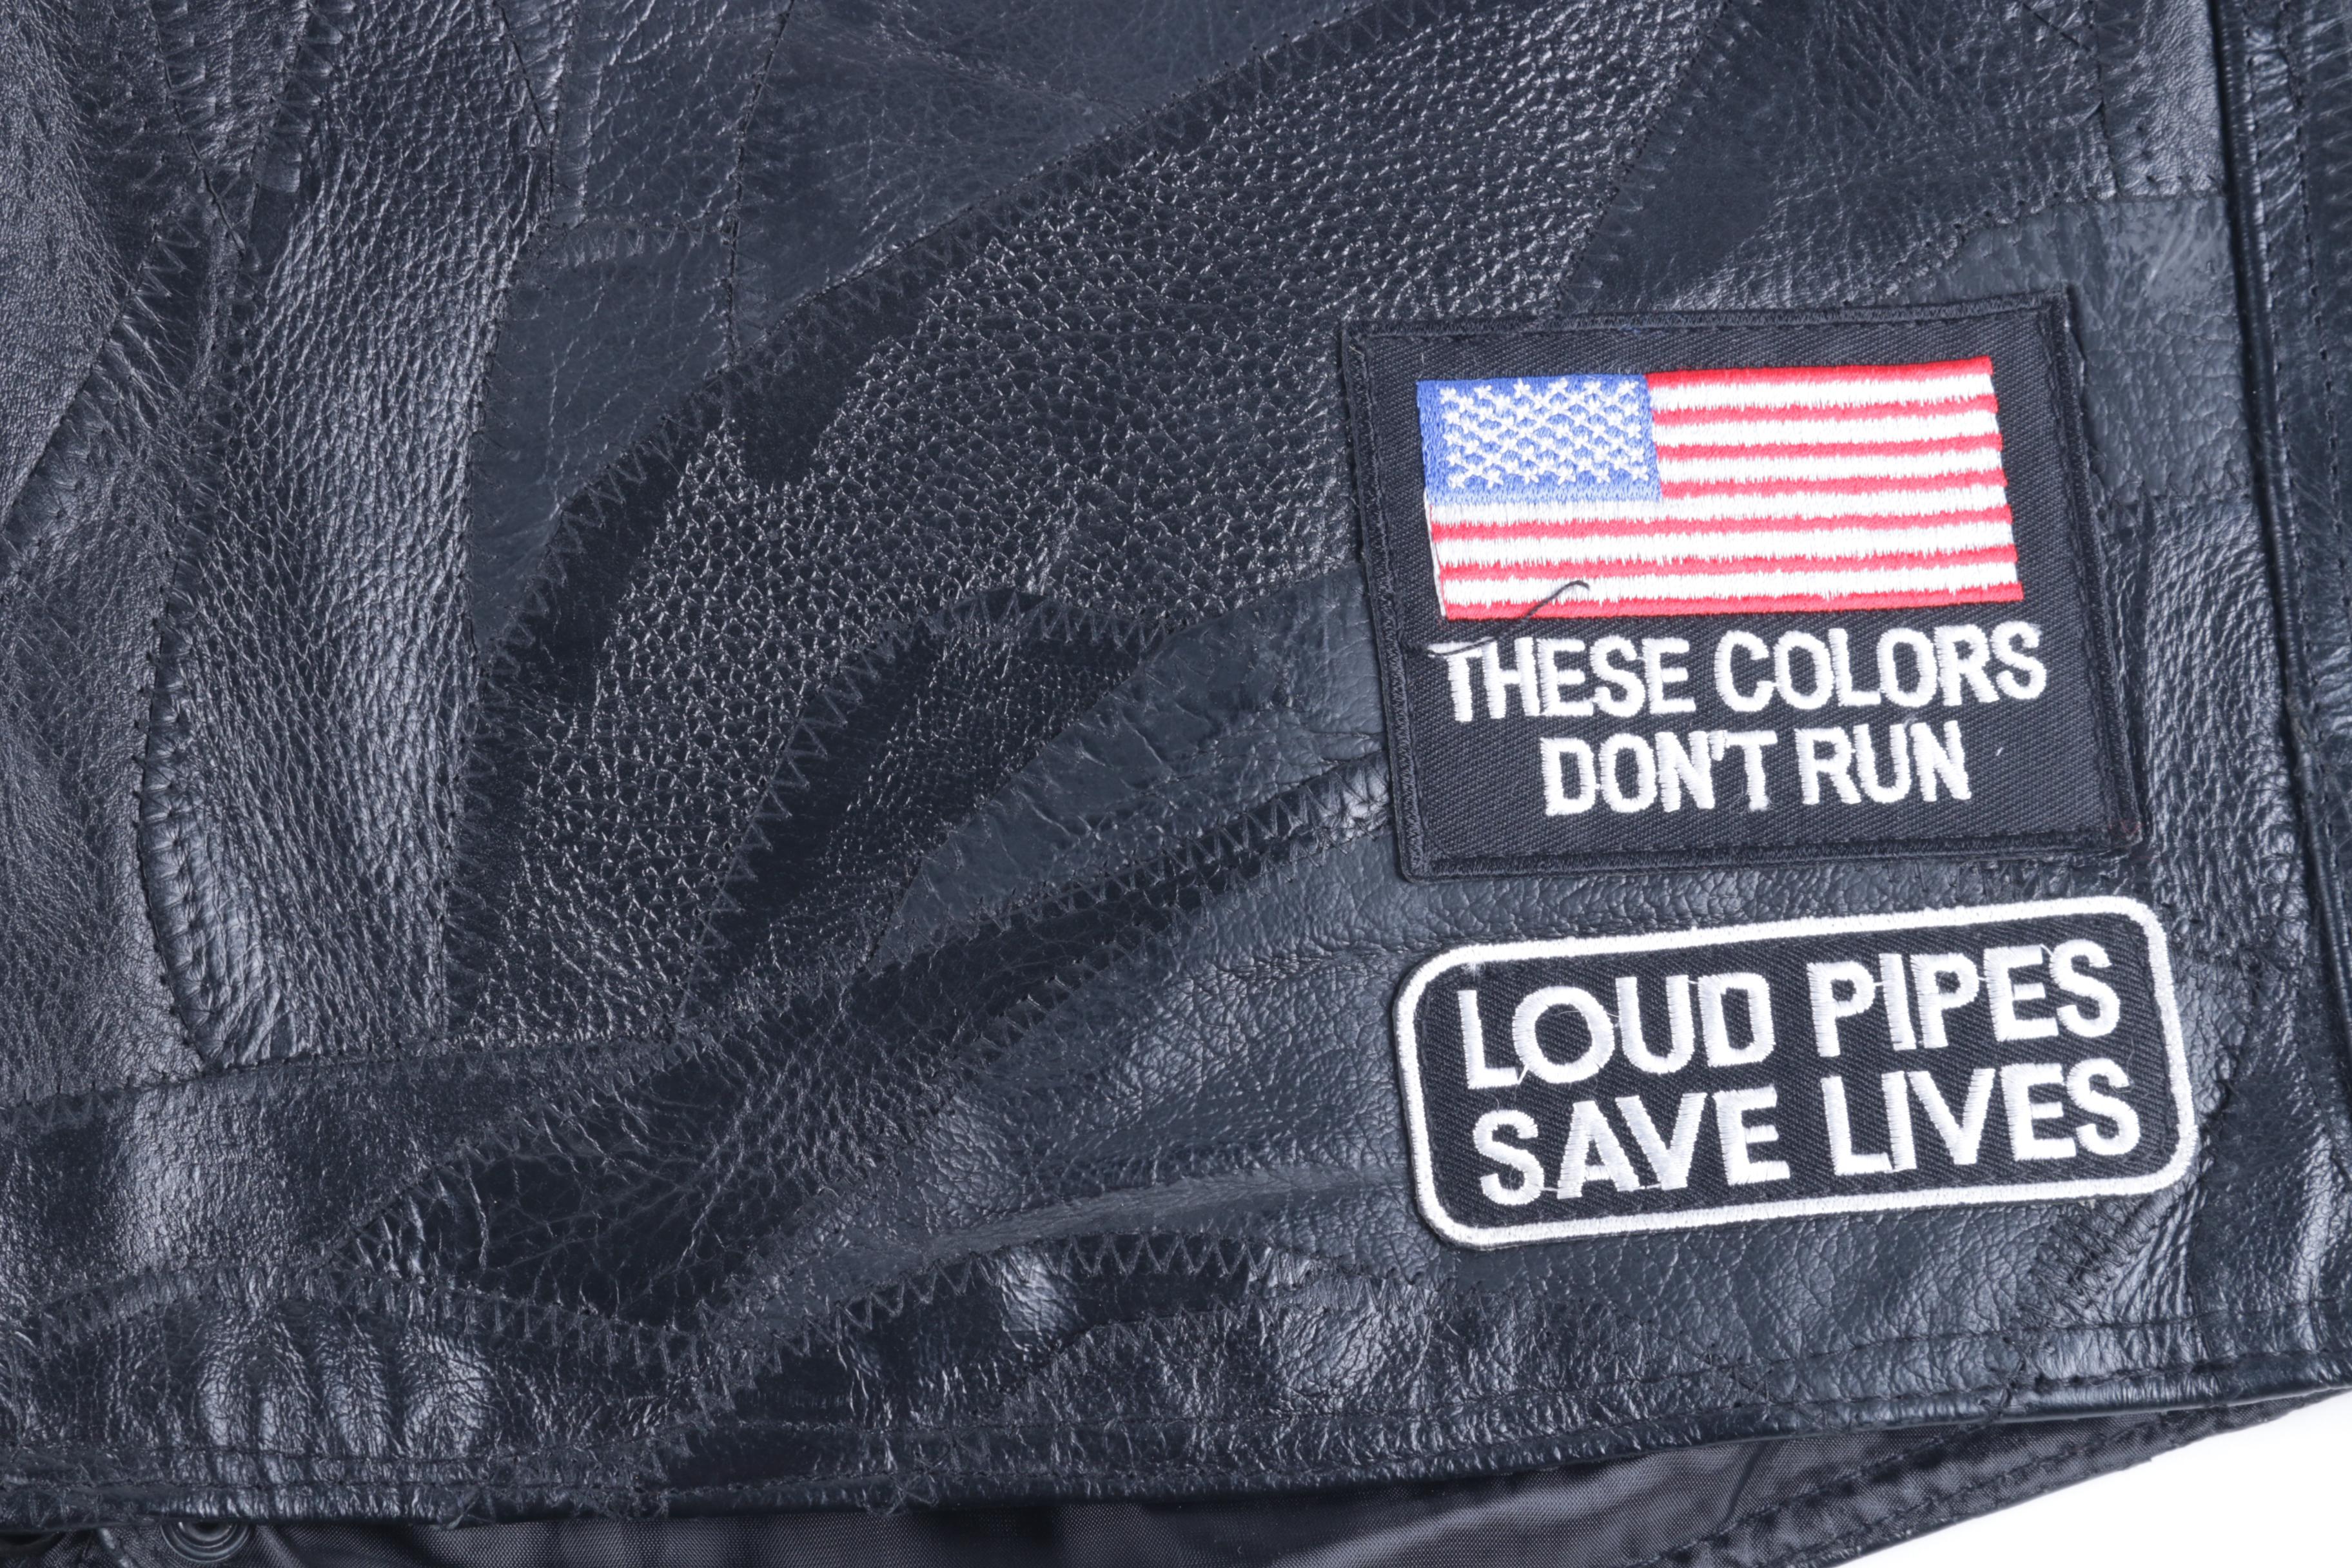 THESE COLORS
DON'T RUN
LOUD PIPES
SAVE LIVES